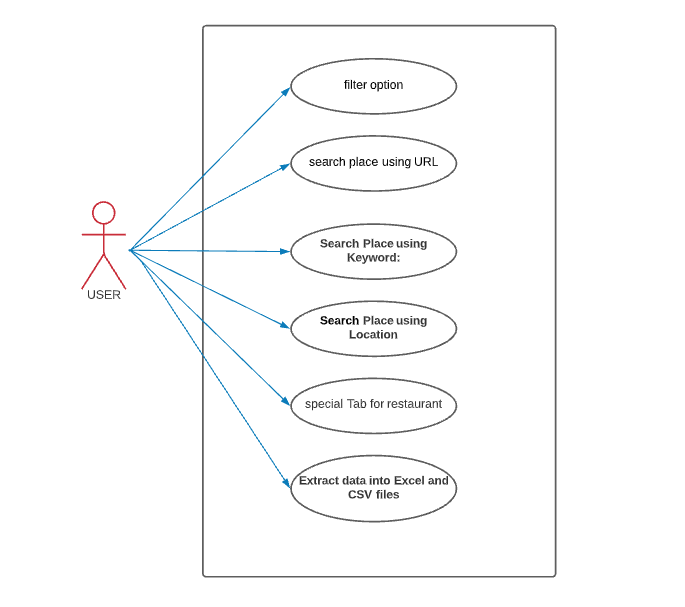 filter option
search place using URL
Search Place using
Keyword:
USER
Search Place using
Location
special Tab for restaurant
Extract data into Excel and
CSV files